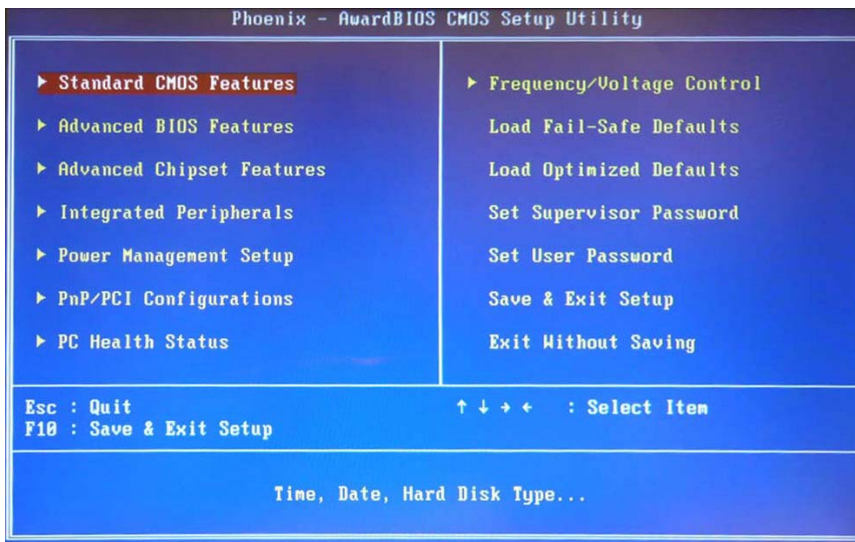 Phoenix - AwardBIOS CMOS Setup Utility
▶ Standard CMOS Features
▶ Advanced BIOS Features
▶ Advanced Chipset Features
▶ Integrated Peripherals
▶ Power Management Setup
▶ PnP/PCI Configurations
▶ PC Health Status
▶ Frequency/Voltage Control
Load Fail-Safe Defaults
Load Optimized Defaults
Set Supervisor Password
Set User Password
Save & Exit Setup
Exit Without Saving
Esc : Quit
F10 : Save & Exit Setup
↑ ↓ → ← : Select Item
Time, Date, Hard Disk Type...